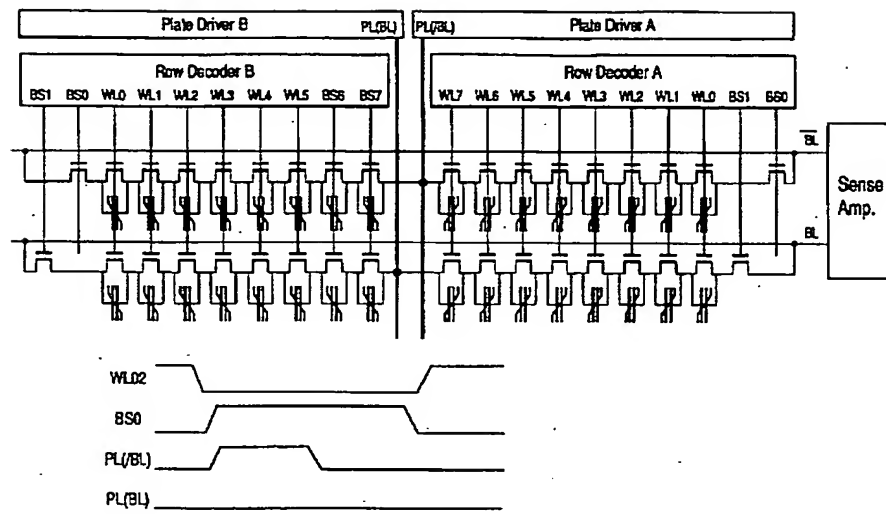 Plate Driver B PL(BL) PL(/BL) Plate Driver A
Row Decoder B
BS1 BS0 WL0 WL1 WL2 WL3 WL4 WL5 BS6 BS7
Row Decoder A
WL7 WL6 WL5 WL4 WL3 WL2 WL1 WL0 BS1 BS0
B̅L̅
Sense
Amp.
BL
WL02
BS0
PL(/BL)
PL(BL)